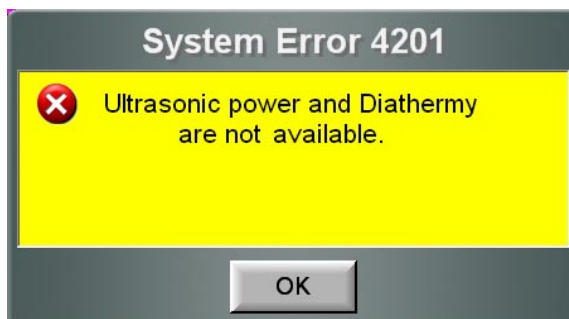 System Error 4201
Ultrasonic power and Diathermy
are not available.
OK